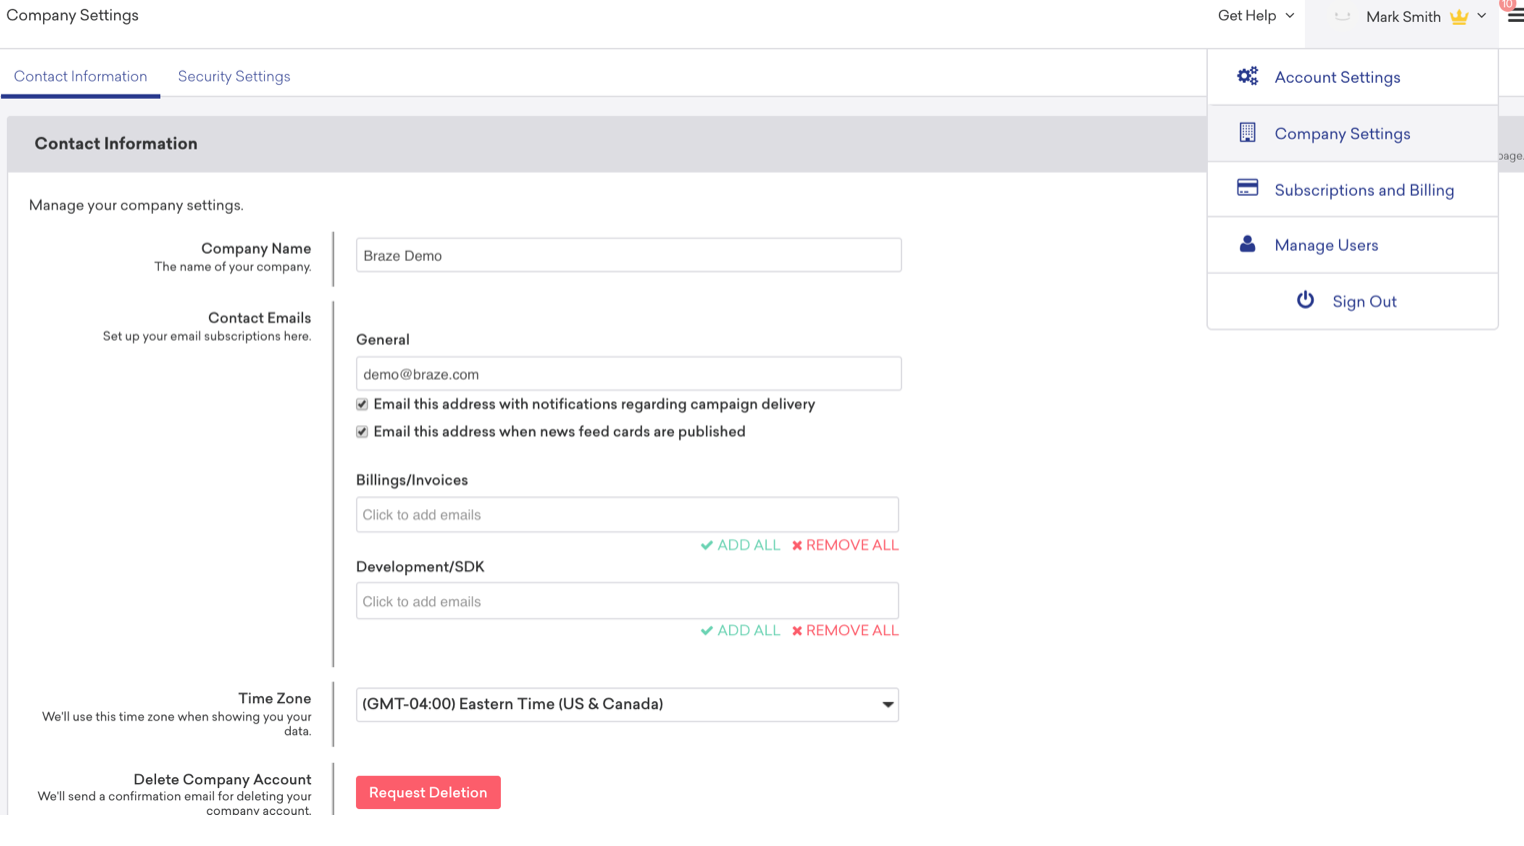 Company Settings
Get Help
Mark Smith
10
Contact Information
Security Settings
Account Settings
Company Settings
Subscriptions and Billing
Manage Users
Sign Out
Contact Information
page.
Manage your company settings.
Company Name
The name of your company.
Braze Demo
Contact Emails
Set up your email subscriptions here.
General
demo@braze.com
Email this address with notifications regarding campaign delivery
Email this address when news feed cards are published
Billings/Invoices
Click to add emails
ADD ALL
REMOVE ALL
Development/SDK
Click to add emails
ADD ALL
REMOVE ALL
Time Zone
We'll use this time zone when showing you your
data.
(GMT-04:00) Eastern Time (US & Canada)
Delete Company Account
We'll send a confirmation email for deleting your
company account.
Request Deletion